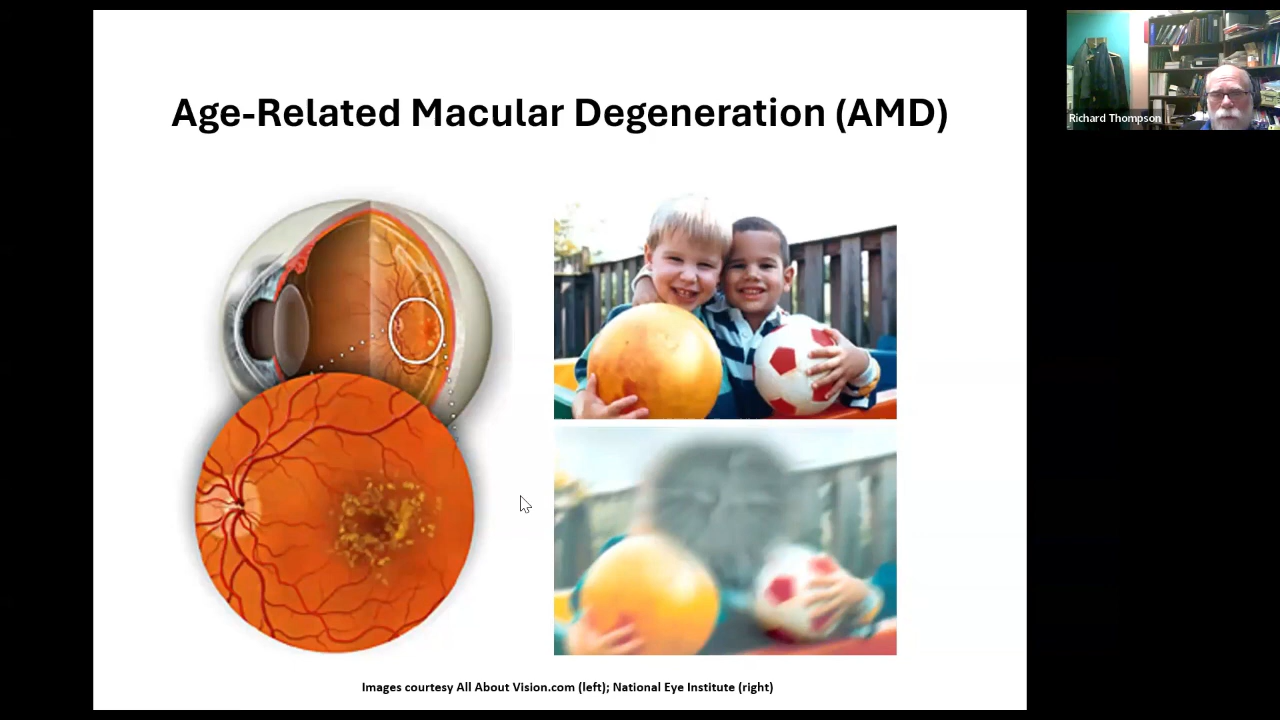 Age-Related Macular Degeneration (AMD)
Richard Thompson
Images courtesy All About Vision.com (left); National Eye Institute (right)